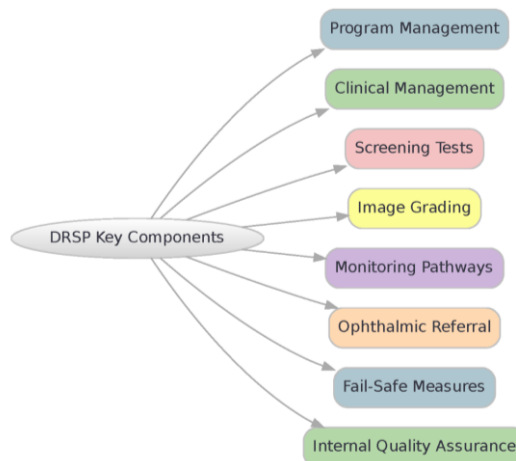 Program Management
Clinical Management
Screening Tests
Image Grading
DRSP Key Components
Monitoring Pathways
Ophthalmic Referral
Fail-Safe Measures
Internal Quality Assurance